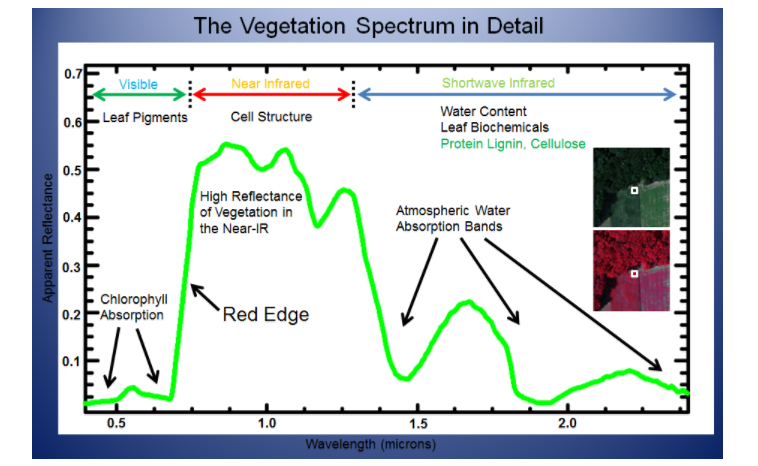 The Vegetation Spectrum in Detail
0.7
Visible
Near Infrared
Shortwave Infrared
Leaf Pigments
Cell Structure
Water Content
Leaf Biochemicals
Protein Lignin, Cellulose
0.6
0.5
High Reflectance
of Vegetation in
the Near-IR
0.4
Atmospheric Water
Absorption Bands
Apparent Reflectance
0.3
Chlorophyll
Absorption
Red Edge
0.2
0.1
0.5
1.0
1.5
2.0
Wavelength (microns)